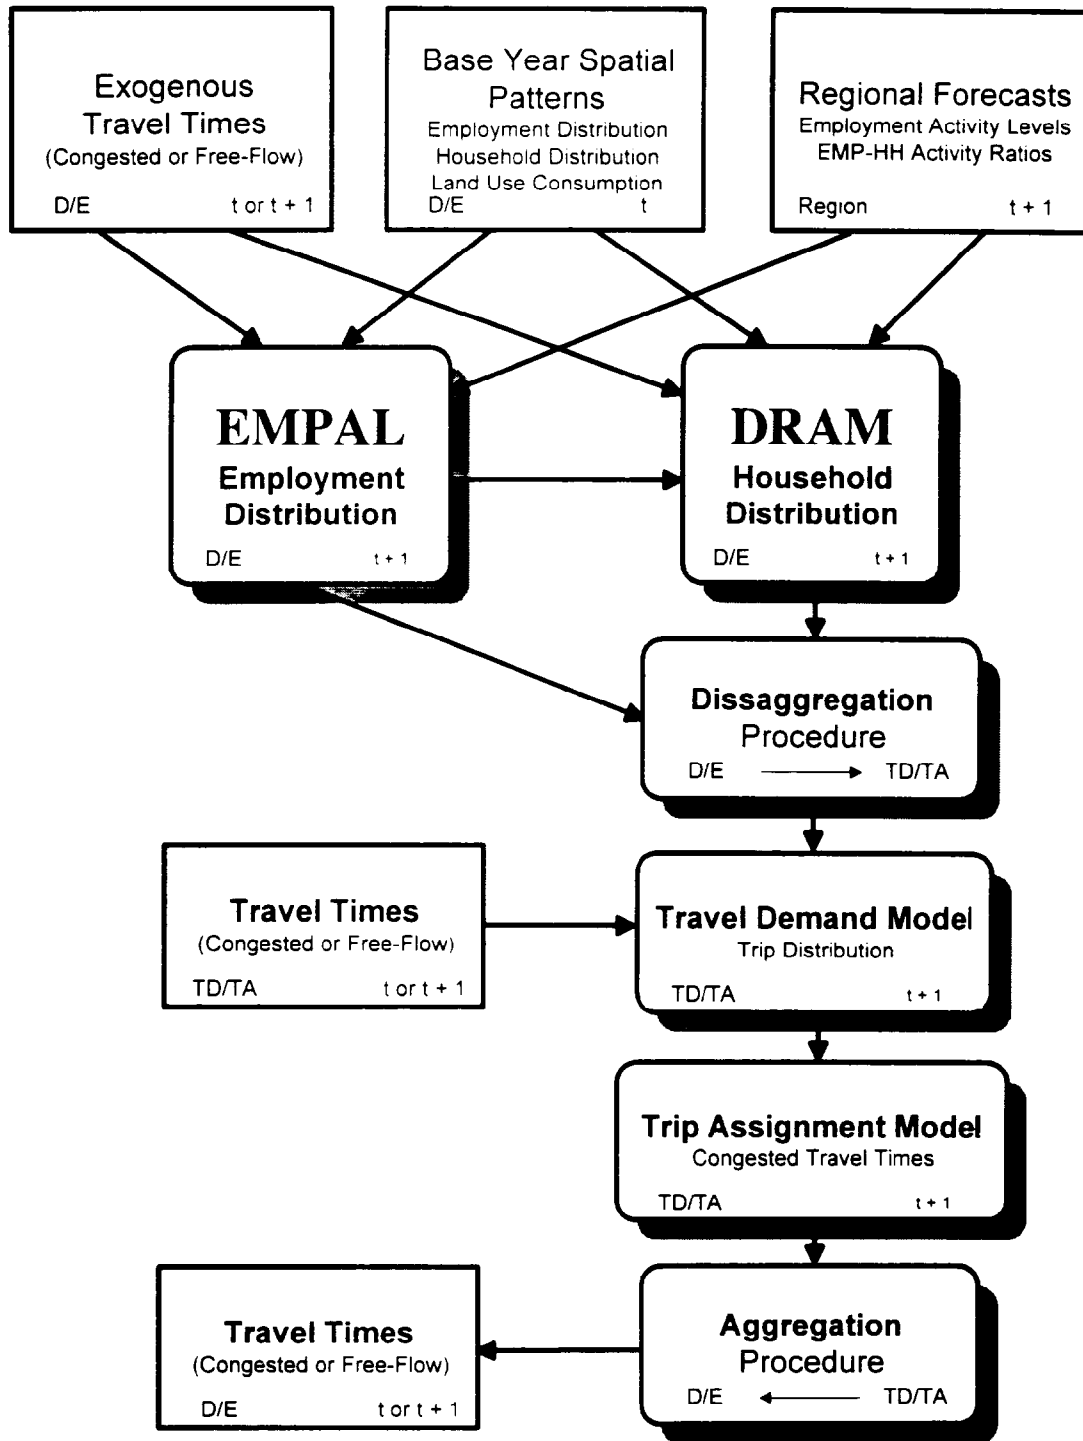 Exogenous
Travel Times
(Congested or Free-Flow)
D/E t or t + 1
Base Year Spatial
Patterns
Employment Distribution
Household Distribution
Land Use Consumption
D/E t
Regional Forecasts
Employment Activity Levels
EMP-HH Activity Ratios
Region t + 1
EMPAL
Employment
Distribution
D/E t + 1
DRAM
Household
Distribution
D/E t + 1
Dissaggregation
Procedure
D/E TD/TA
Travel Times
(Congested or Free-Flow)
TD/TA t or t + 1
Travel Demand Model
Trip Distribution
TD/TA t + 1
Trip Assignment Model
Congested Travel Times
TD/TA t + 1
Travel Times
(Congested or Free-Flow)
D/E t or t + 1
Aggregation
Procedure
D/E TD/TA